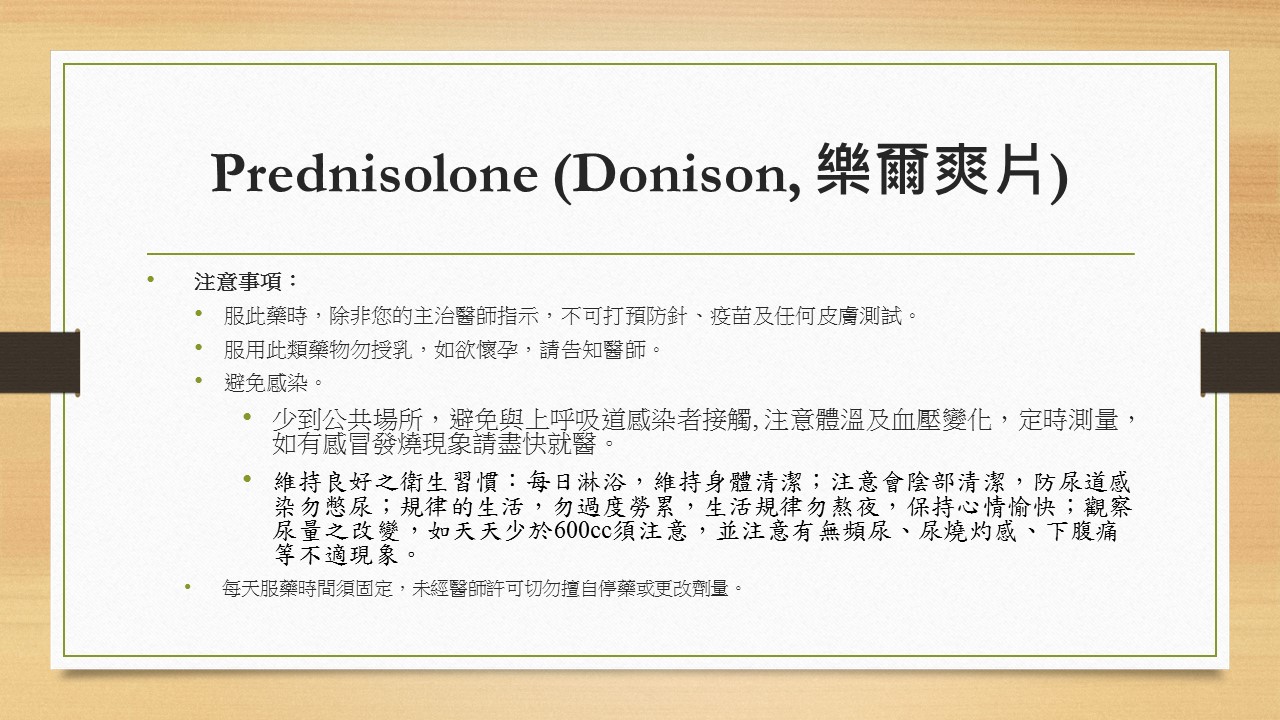 Prednisolone (Donison, 樂爾爽片)
• 注意事項：
• 服此藥時，除非您的主治醫師指示，不可打預防針、疫苗及任何皮膚測試。
• 服用此類藥物勿授乳，如欲懷孕，請告知醫師。
• 避免感染。
• 少到公共場所，避免與上呼吸道感染者接觸, 注意體溫及血壓變化，定時測量，
如有感冒發燒現象請盡快就醫。
• 維持良好之衛生習慣：每日淋浴，維持身體清潔；注意會陰部清潔，防尿道感
染勿憋尿；規律的生活，勿過度勞累，生活規律勿熬夜，保持心情愉快；觀察
尿量之改變，如天天少於600cc須注意，並注意有無頻尿、尿燒灼感、下腹痛
等不適現象。
• 每天服藥時間須固定，未經醫師許可切勿擅自停藥或更改劑量。